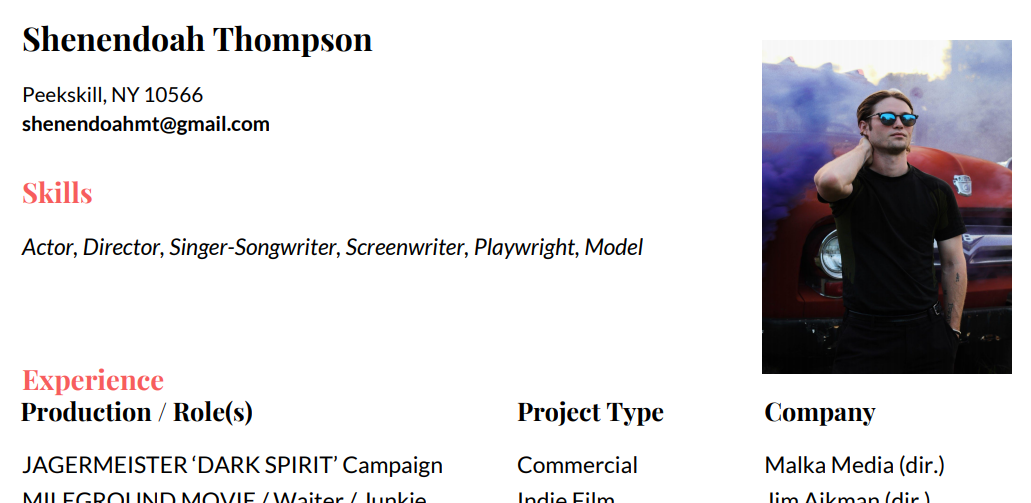 Shenendoah Thompson
Peekskill, NY 10566
shenendoahmt@gmail.com
Skills
Actor, Director, Singer-Songwriter, Screenwriter, Playwright, Model
Experience
Production / Role(s) Project Type Company
JAGERMEISTER ‘DARK SPIRIT’ Campaign Commercial Malka Media (dir.)
MILEGROUND MOVIE / Waiter / Junkie Indie Film Jim Aikman (dir.)